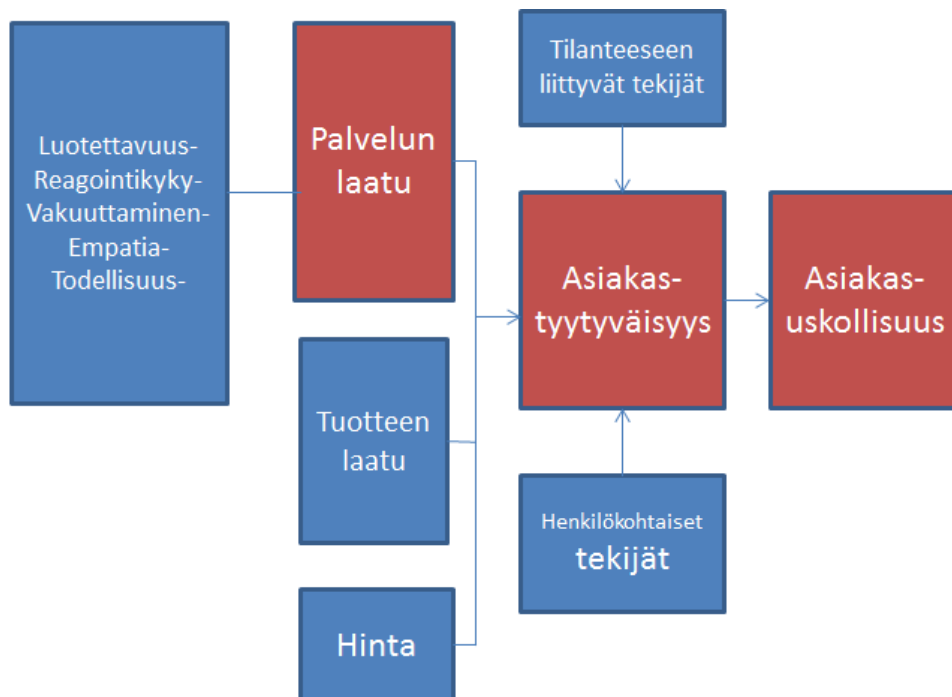 Luotettavuus-
Reagointikyky-
Vakuuttaminen-
Empatia-
Todellisuus-
Palvelun
laatu
Tuotteen
laatu
Hinta
Tilanteeseen
liittyvät tekijät
Asiakas-
tyytyväisyys
Henkilökohtaiset
tekijät
Asiakas-
uskollisuus